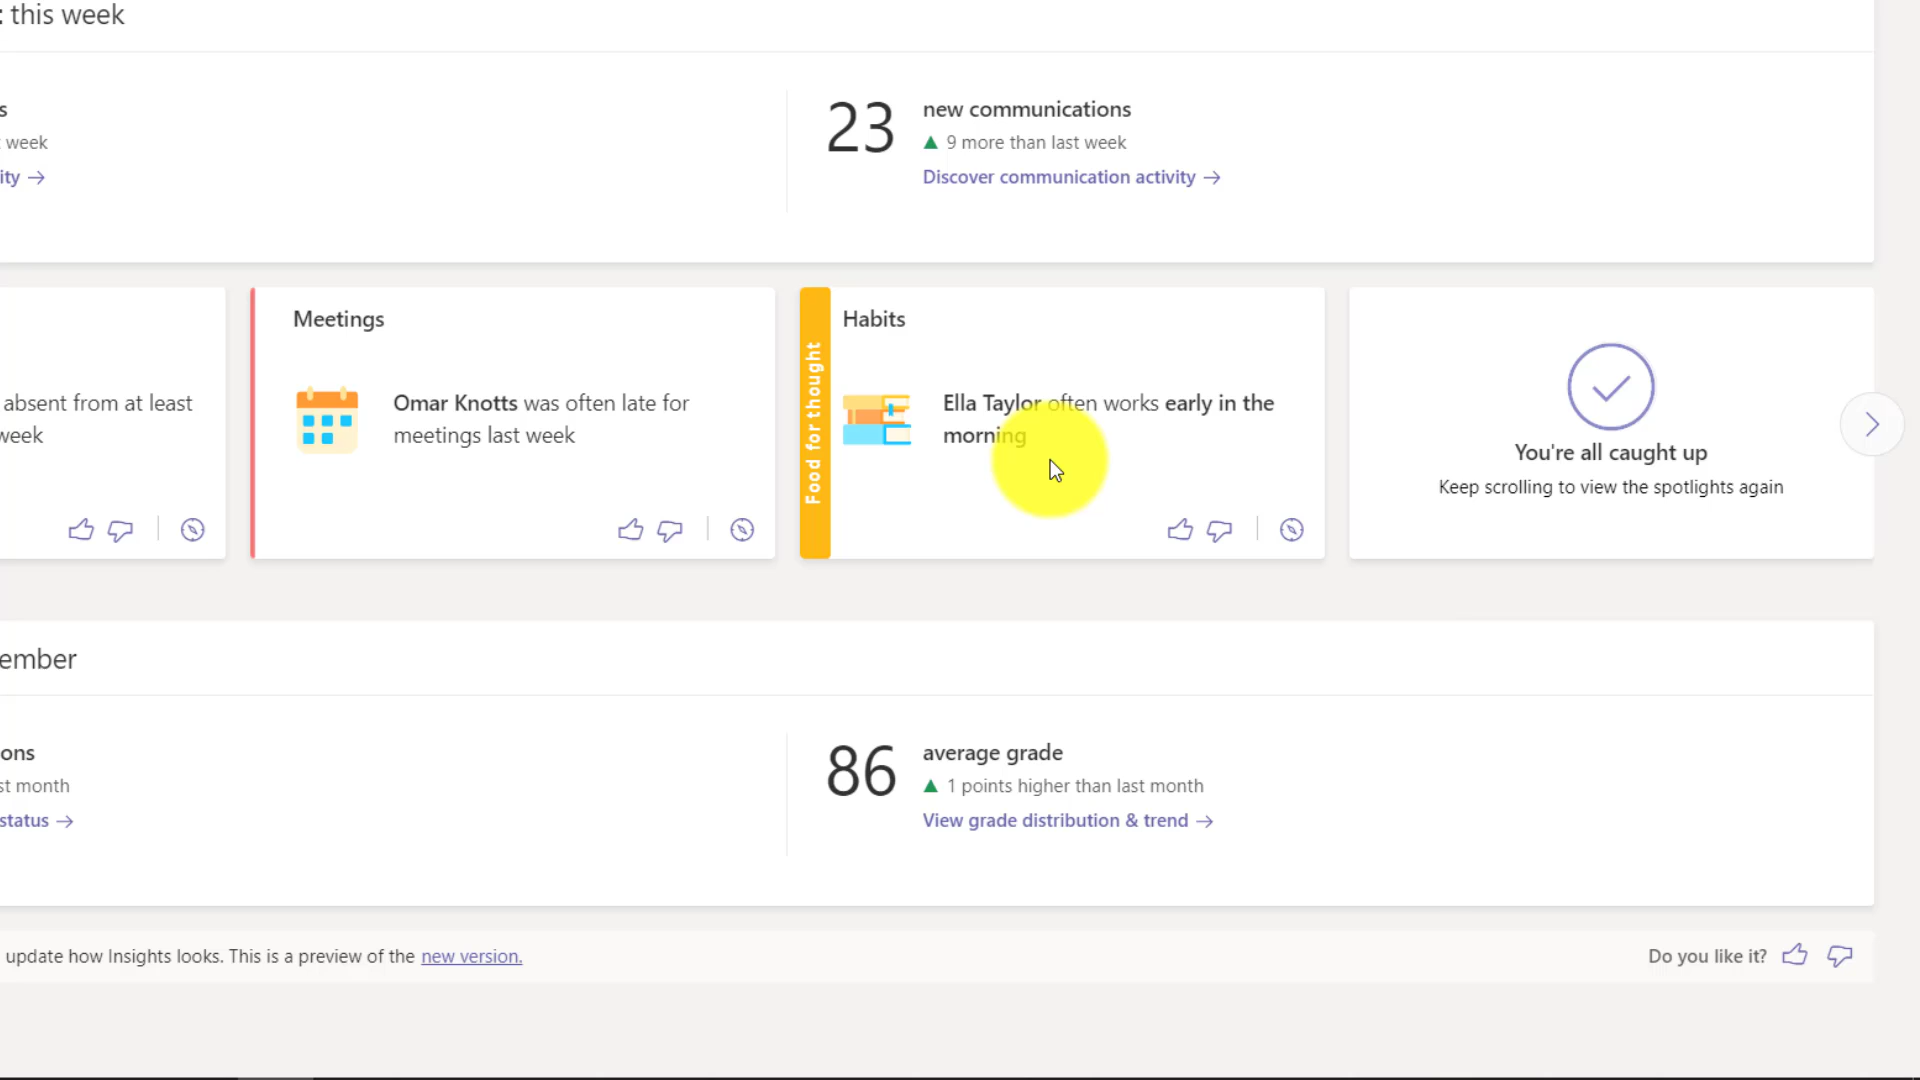 : this week
s
week
ity →
23
new communications
▲ 9 more than last week
Discover communication activity →
absent from at least
week
Meetings
Omar Knotts was often late for
meetings last week
Food for thought
Habits
Ella Taylor often works early in the
morning
You're all caught up
Keep scrolling to view the spotlights again
ember
ons
st month
status →
86
average grade
▲ 1 points higher than last month
View grade distribution & trend →
update how Insights looks. This is a preview of the new version.
Do you like it?